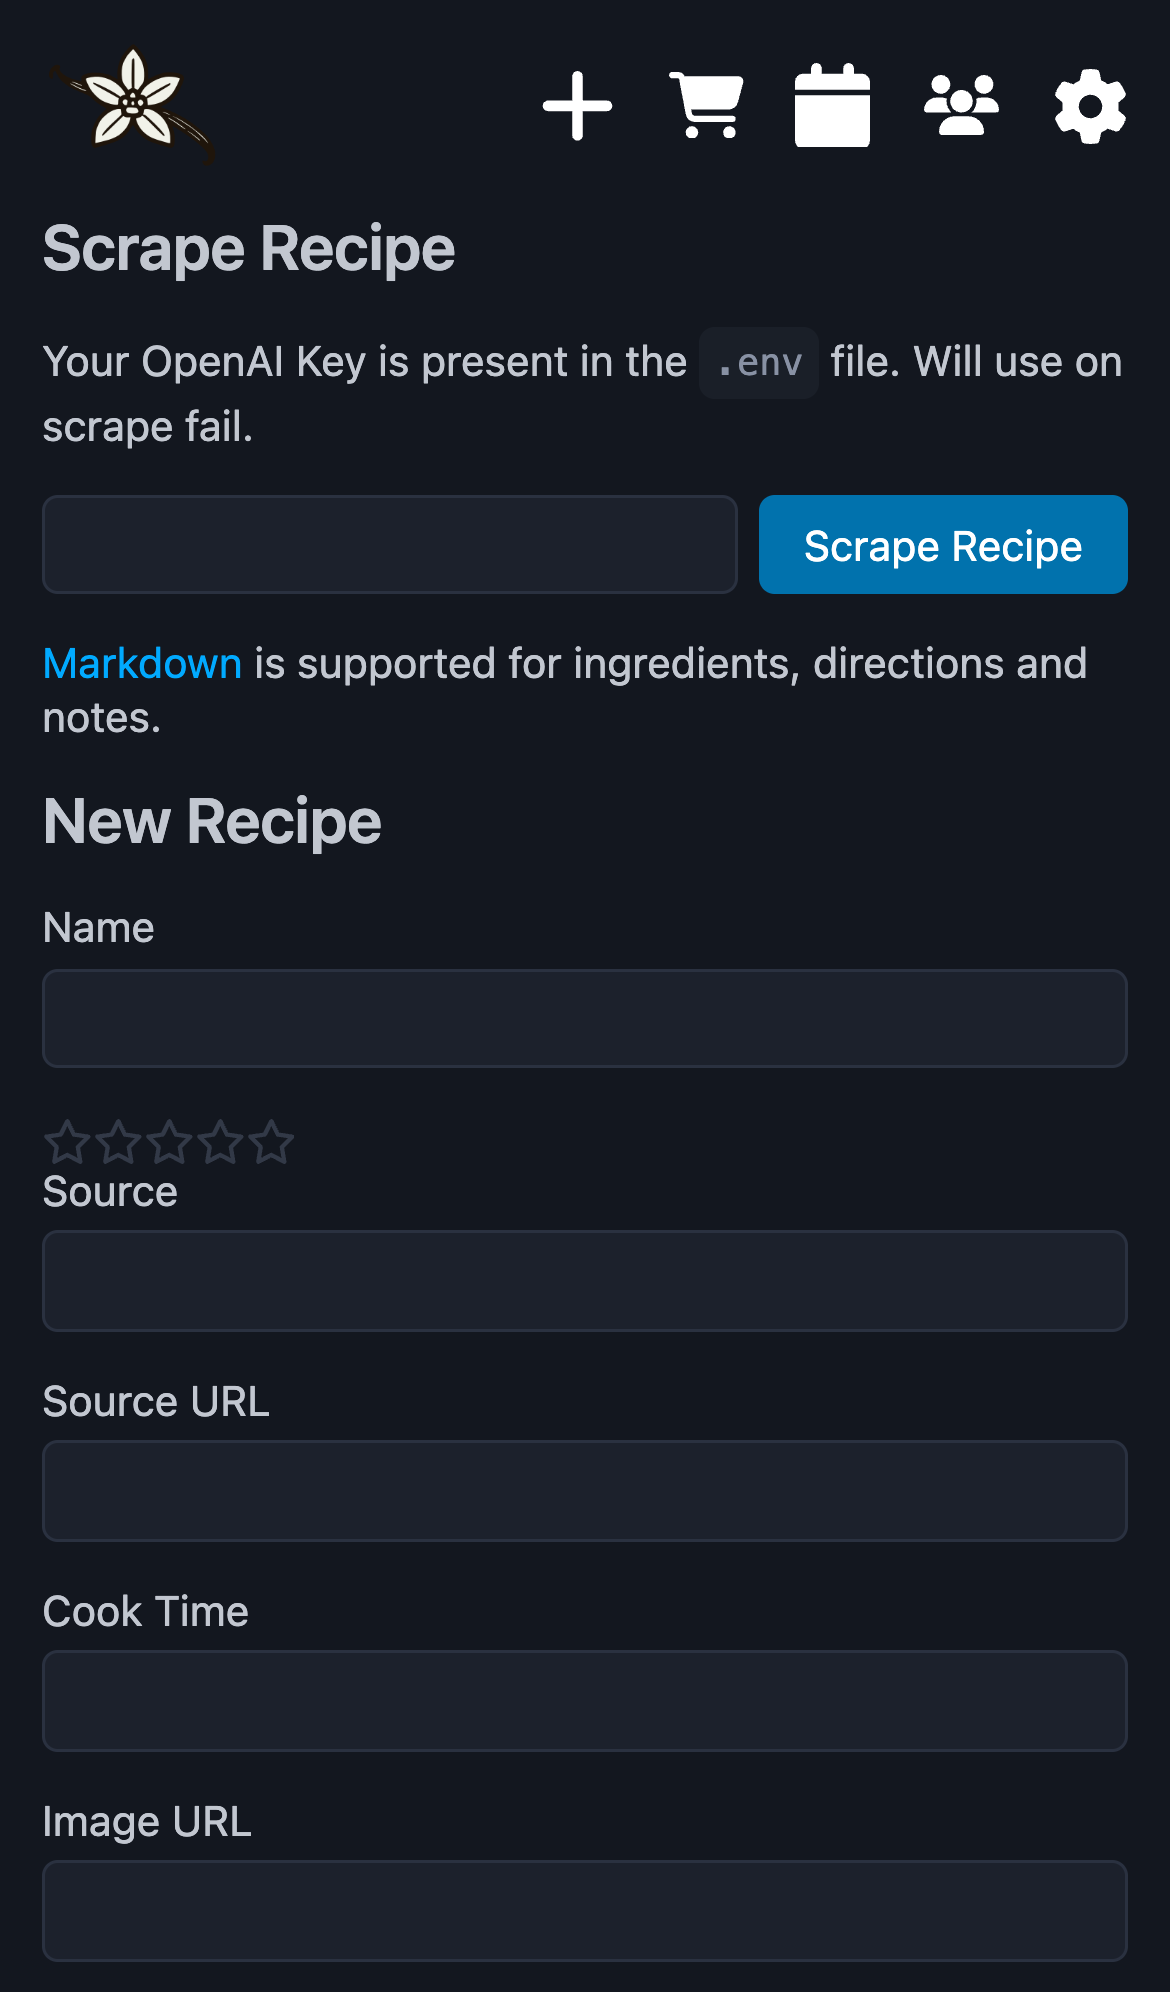 Scrape Recipe
Your OpenAI Key is present in the .env file. Will use on
scrape fail.
Scrape Recipe
Markdown is supported for ingredients, directions and
notes.
New Recipe
Name
Source
Source URL
Cook Time
Image URL